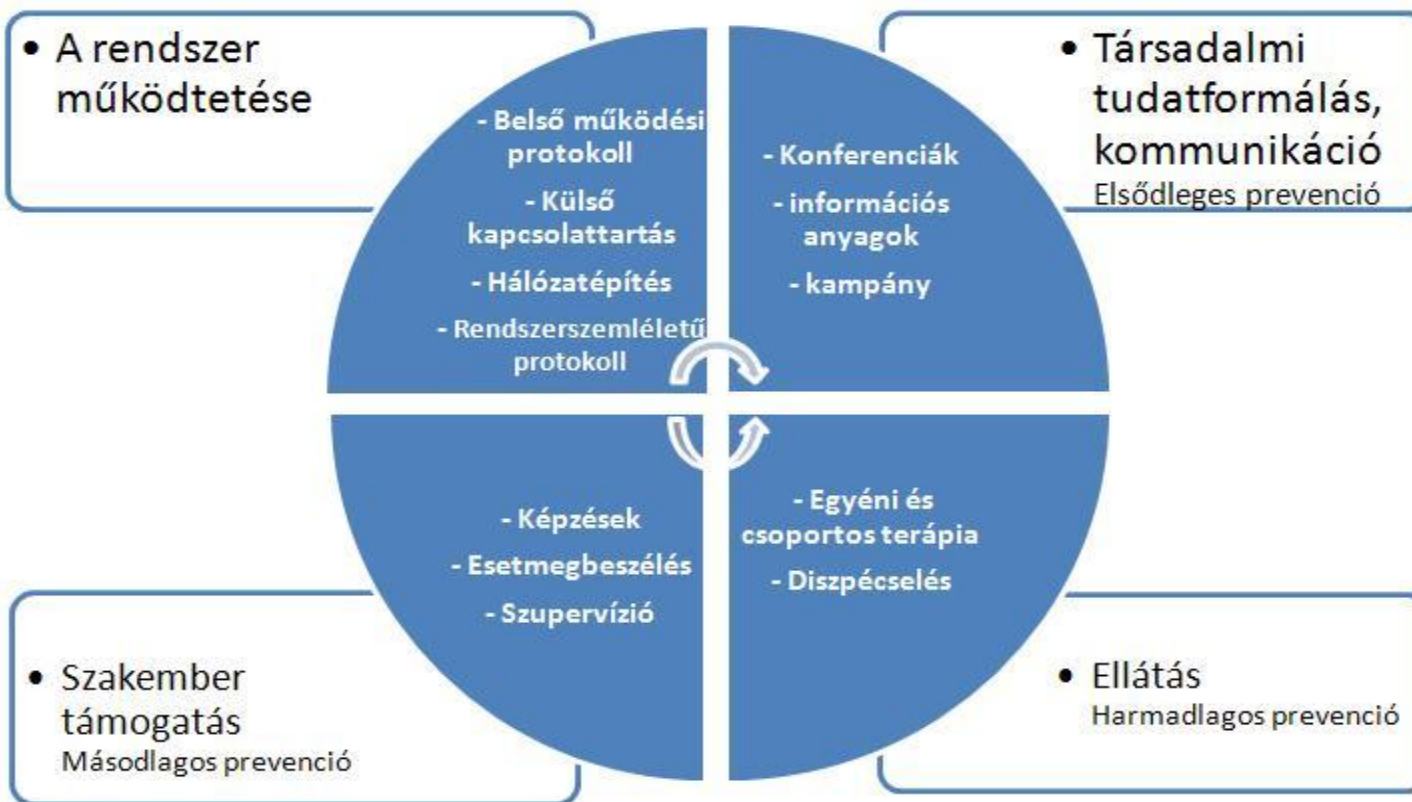 • A rendszer
működtetése
- Belső működési
protokoll
- Külső
kapcsolattartás
- Hálózatépítés
- Rendszerszemléletű
protokoll
• Társadalmi
tudatformálás,
kommunikáció
Elsődleges prevenció
- Konferenciák
- információs
anyagok
- kampány
• Szakember
támogatás
Másodlagos prevenció
- Képzések
- Esetmegbeszélés
- Szupervízió
- Egyéni és
csoportos terápia
- Diszpécselés
• Ellátás
Harmadlagos prevenció